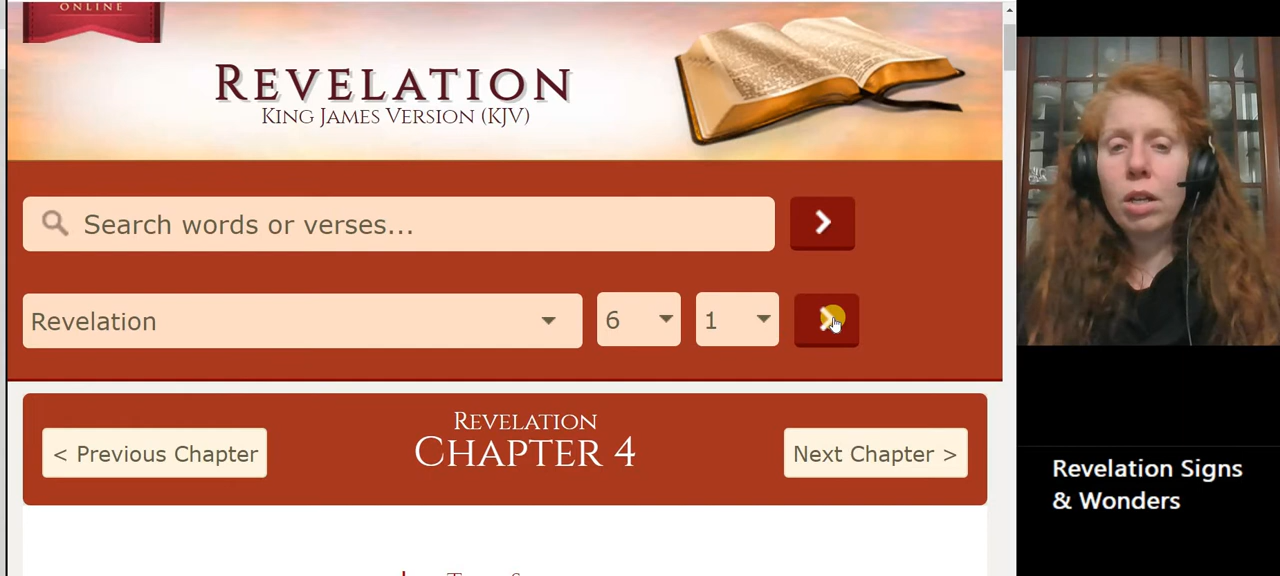 ONLINE
REVELATION
KING JAMES VERSION (KJV)
Search words or verses...
Revelation
6
1
REVELATION
CHAPTER 4
< Previous Chapter
Next Chapter >
Revelation Signs
& Wonders